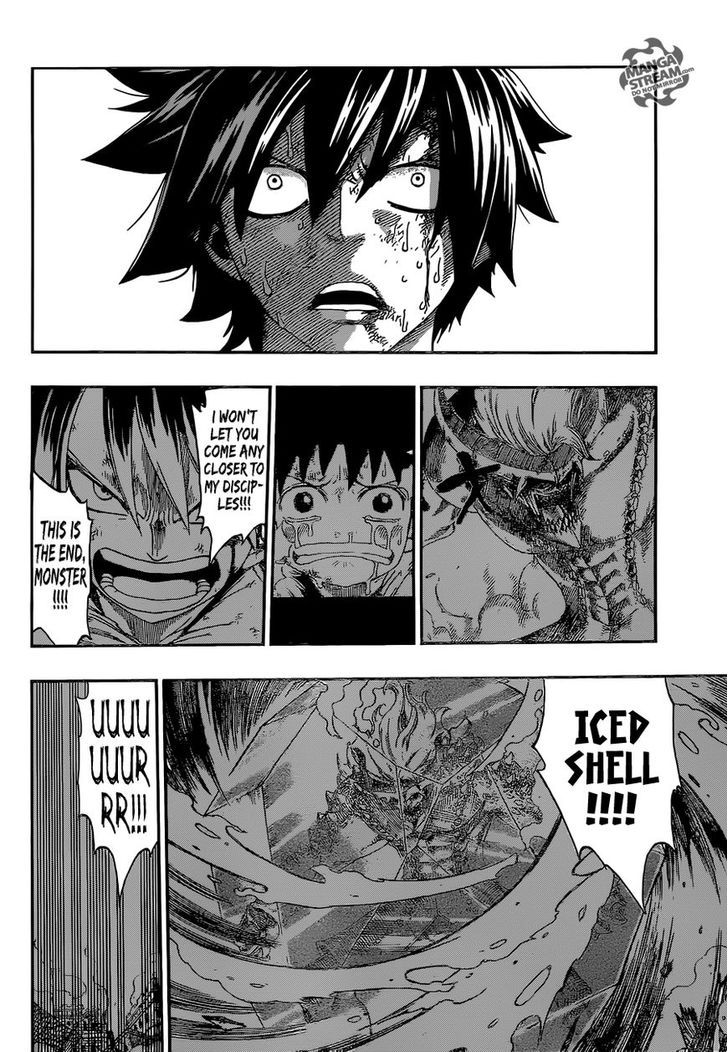 MANGA
STREAM.com
DO NOT MIRROR
I WON'T
LET YOU
COME ANY
CLOSER TO
MY DISCIP-
LES!!!
THIS IS
THE END,
MONSTER
!!!!
ICED
SHELL
!!!!
UUUU
UUUR
RR!!!